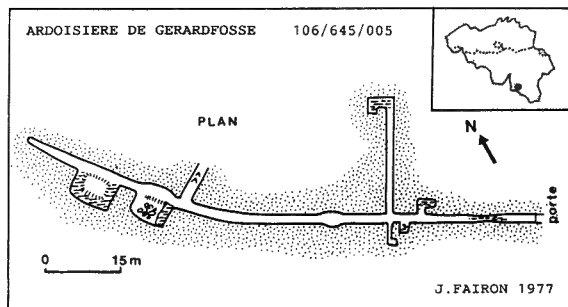 ARDOISIERE DE GERARDFOSSE 106/645/005
PLAN
N
porte
0 15m
J.FAIRON 1977